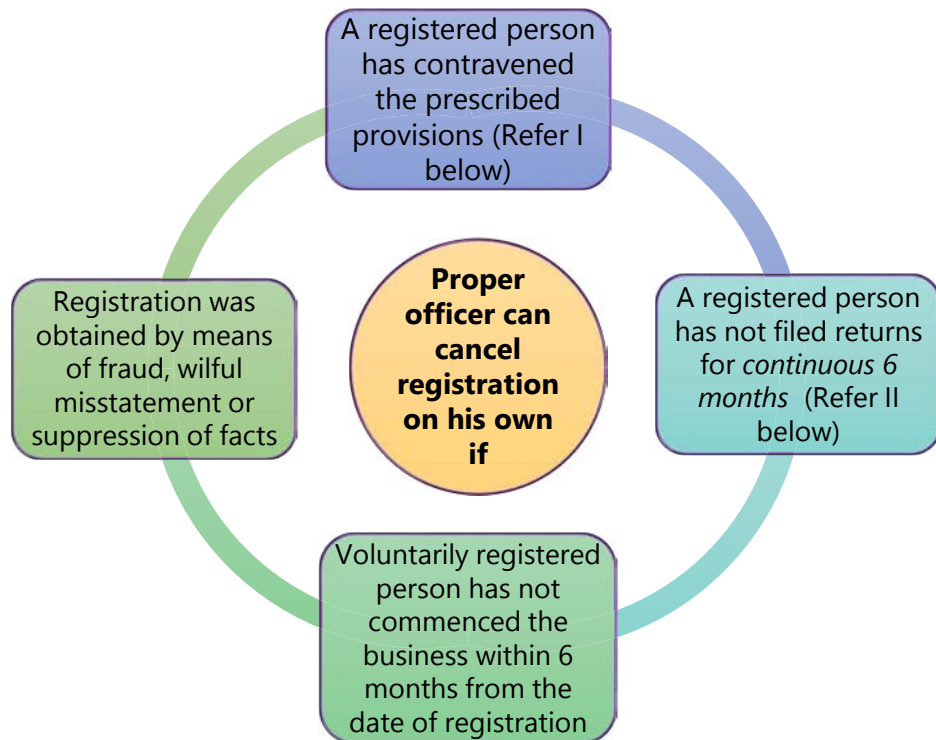 A registered person
has contravened
the prescribed
provisions (Refer I
below)
Proper
officer can
cancel
registration
on his own
if
A registered person
has not filed returns
for continuous 6
months (Refer II
below)
Voluntarily registered
person has not
commenced the
business within 6
months from the
date of registration
Registration was
obtained by means
of fraud, wilful
misstatement or
suppression of facts